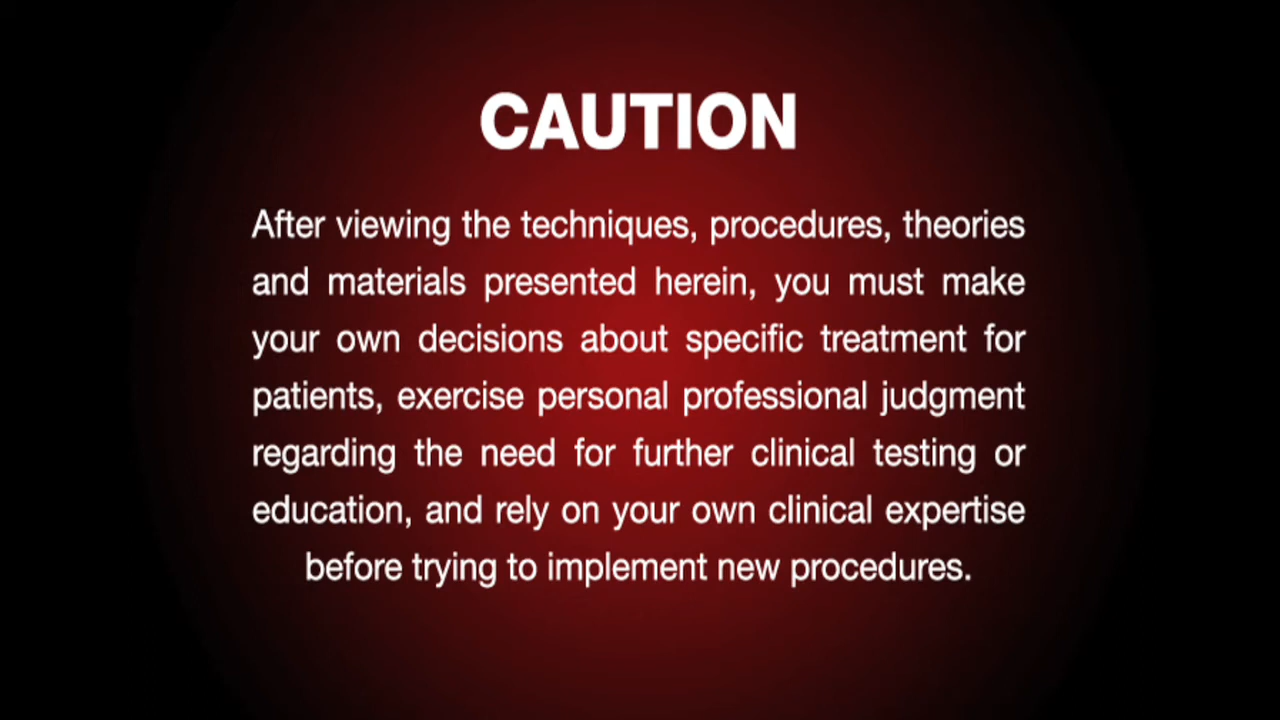 CAUTION
After viewing the techniques, procedures, theories
and materials presented herein, you must make
your own decisions about specific treatment for
patients, exercise personal professional judgment
regarding the need for further clinical testing or
education, and rely on your own clinical expertise
before trying to implement new procedures.